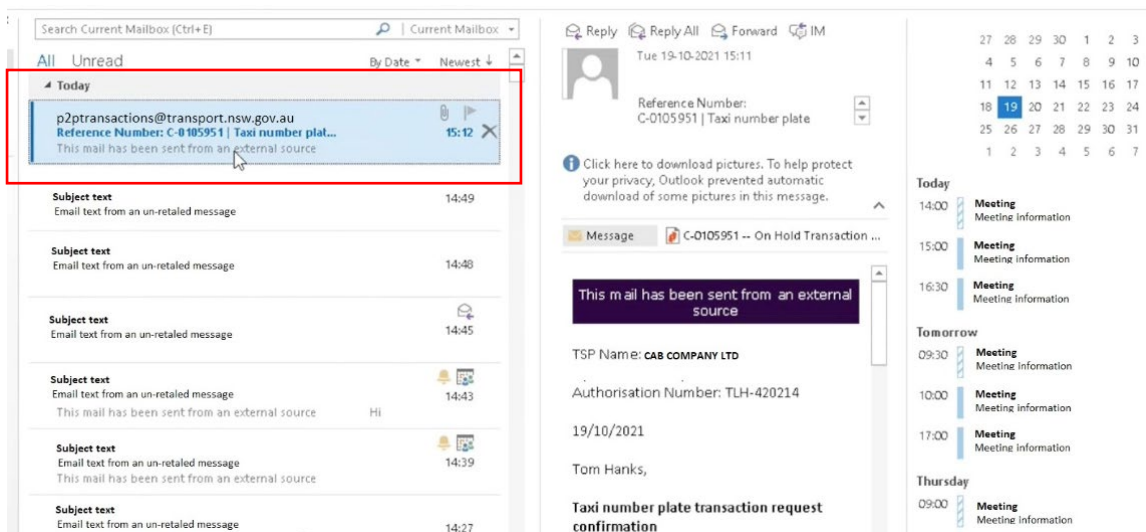 Search Current Mailbox (Ctrl+E) Current Mailbox
All Unread By Date Newest ↓
Today
p2ptransactions@transport.nsw.gov.au
Reference Number: C-0105951 | Taxi number plat... 15:12
This mail has been sent from an external source
Subject text 14:49
Email text from an un-retaled message
Subject text
Email text from an un-retaled message 14:48
Subject text
Email text from an un-retaled message 14:45
Subject text
Email text from an un-retaled message 14:43
This mail has been sent from an external source Hi
Subject text
Email text from an un-retaled message 14:39
This mail has been sent from an external source
Subject text
Email text from an un-retaled message 14:27
Reply Reply All Forward IM
Tue 19-10-2021 15:11
Reference Number:
C-0105951 | Taxi number plate
Click here to download pictures. To help protect
your privacy, Outlook prevented automatic
download of some pictures in this message.
Message C-0105951 -- On Hold Transaction ...
This mail has been sent from an external
source
TSP Name: CAB COMPANY LTD
Authorisation Number: TLH-420214
19/10/2021
Tom Hanks,
Taxi number plate transaction request
confirmation
27 28 29 30 1 2 3
4 5 6 7 8 9 10
11 12 13 14 15 16 17
18 19 20 21 22 23 24
25 26 27 28 29 30 31
1 2 3 4 5 6 7
Today
14:00 Meeting
Meeting information
15:00 Meeting
Meeting information
16:30 Meeting
Meeting information
Tomorrow
09:30 Meeting
Meeting information
10:00 Meeting
Meeting information
17:00 Meeting
Meeting information
Thursday
09:00 Meeting
Meeting information